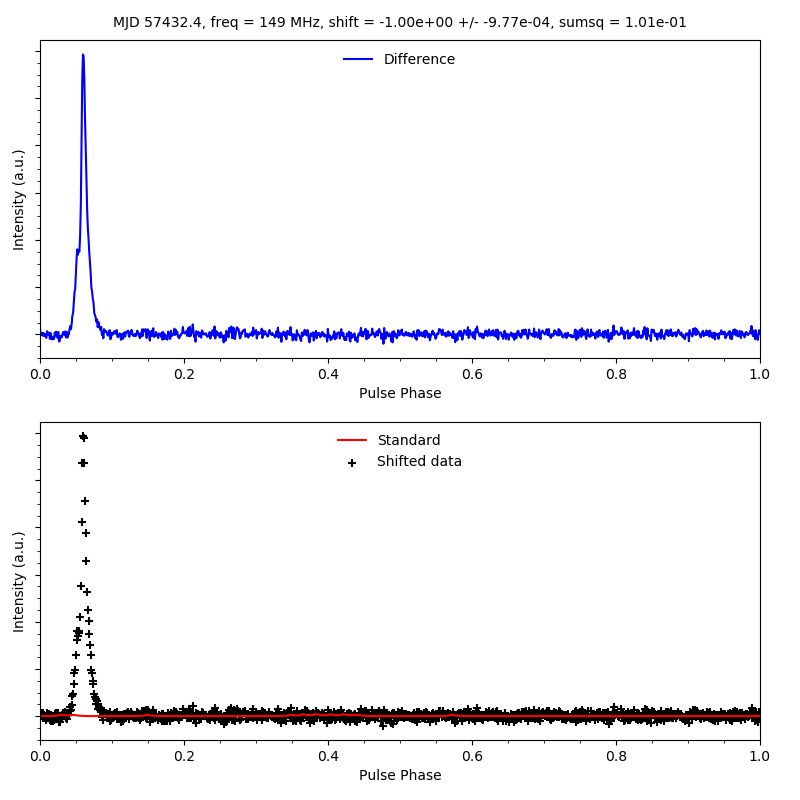 MJD 57432.4, freq = 149 MHz, shift = -1.00e+00 +/- -9.77e-04, sumsq = 1.01e-01
Difference
Intensity (a.u.)
0.0 0.2 0.4 0.6 0.8 1.0
Pulse Phase
Standard
Shifted data
Intensity (a.u.)
0.0 0.2 0.4 0.6 0.8 1.0
Pulse Phase